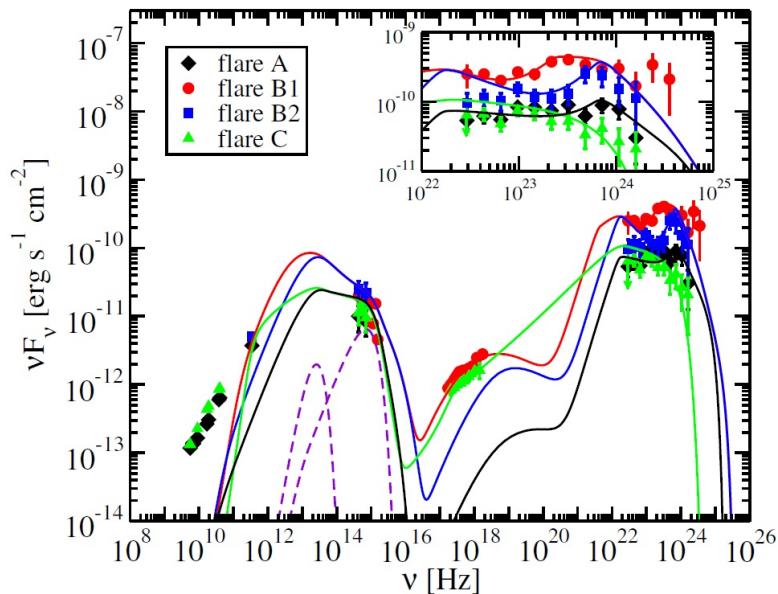 10⁻⁷
10⁻⁸
10⁻⁹
10⁻¹⁰
10⁻¹¹
10⁻¹²
10⁻¹³
10⁻¹⁴
νFν [erg s⁻¹ cm⁻²]
flare A
flare B1
flare B2
flare C
10⁻⁹
10⁻¹⁰
10⁻¹¹
10²² 10²³ 10²⁴ 10²⁵
10⁸ 10¹⁰ 10¹² 10¹⁴ 10¹⁶ 10¹⁸ 10²⁰ 10²² 10²⁴ 10²⁶
ν [Hz]